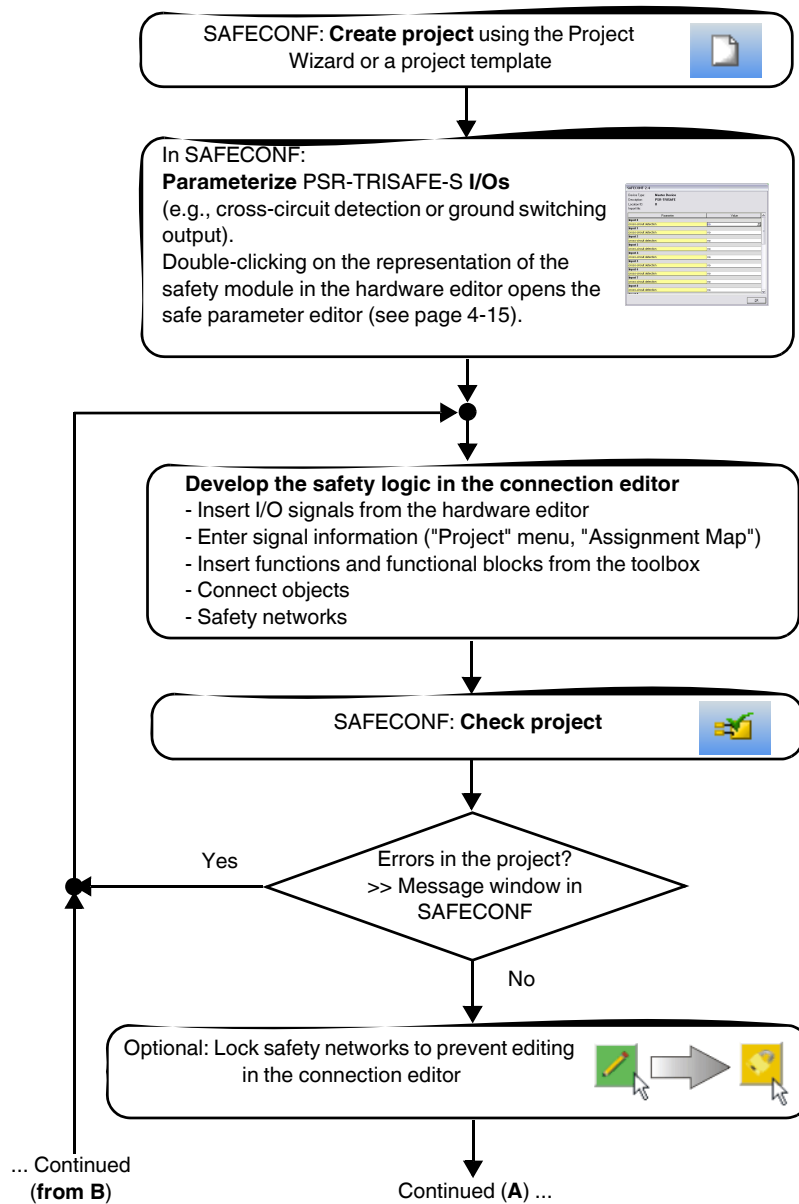 SAFECONF: Create project using the Project
Wizard or a project template
In SAFECONF:
Parameterize PSR-TRISAFE-S I/Os
(e.g., cross-circuit detection or ground switching
output).
Double-clicking on the representation of the
safety module in the hardware editor opens the
safe parameter editor (see page 4-15).
Parameter Value
Develop the safety logic in the connection editor
- Insert I/O signals from the hardware editor
- Enter signal information ("Project" menu, "Assignment Map")
- Insert functions and functional blocks from the toolbox
- Connect objects
- Safety networks
SAFECONF: Check project
Yes
Errors in the project?
>> Message window in
SAFECONF
No
Optional: Lock safety networks to prevent editing
in the connection editor
... Continued
(from B)
Continued (A) ...